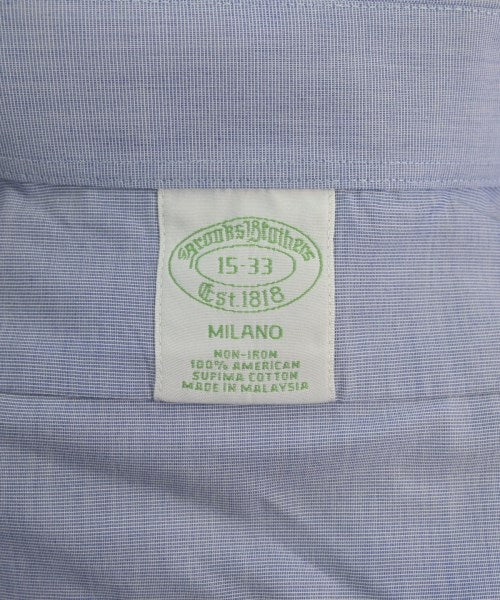 Brooks Brothers
15-33
Est. 1818
MILANO
NON-IRON
100% AMERICAN
SUPIMA COTTON
MADE IN MALAYSIA